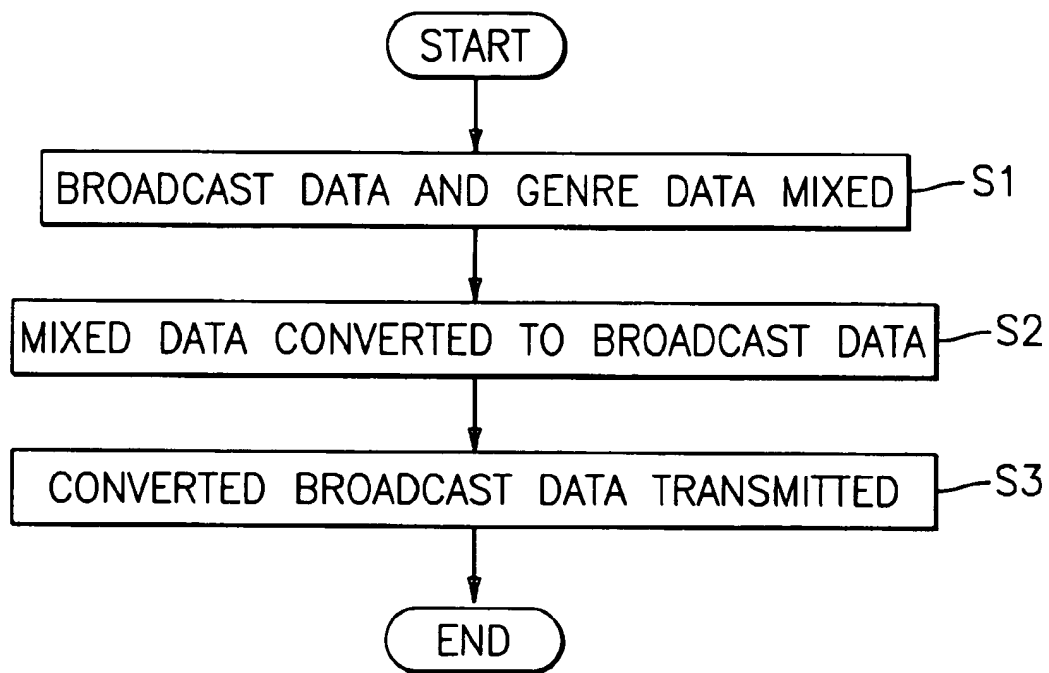 START
BROADCAST DATA AND GENRE DATA MIXED
S1
MIXED DATA CONVERTED TO BROADCAST DATA
S2
CONVERTED BROADCAST DATA TRANSMITTED
S3
END